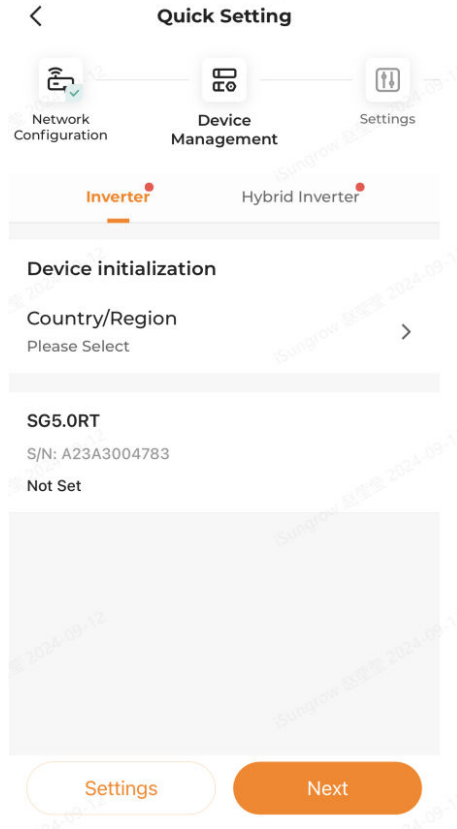 Quick Setting
Network
Configuration
Device
Management
Settings
Inverter
Hybrid Inverter
Device initialization
Country/Region
Please Select
SG5.0RT
S/N: A23A3004783
Not Set
Settings
Next